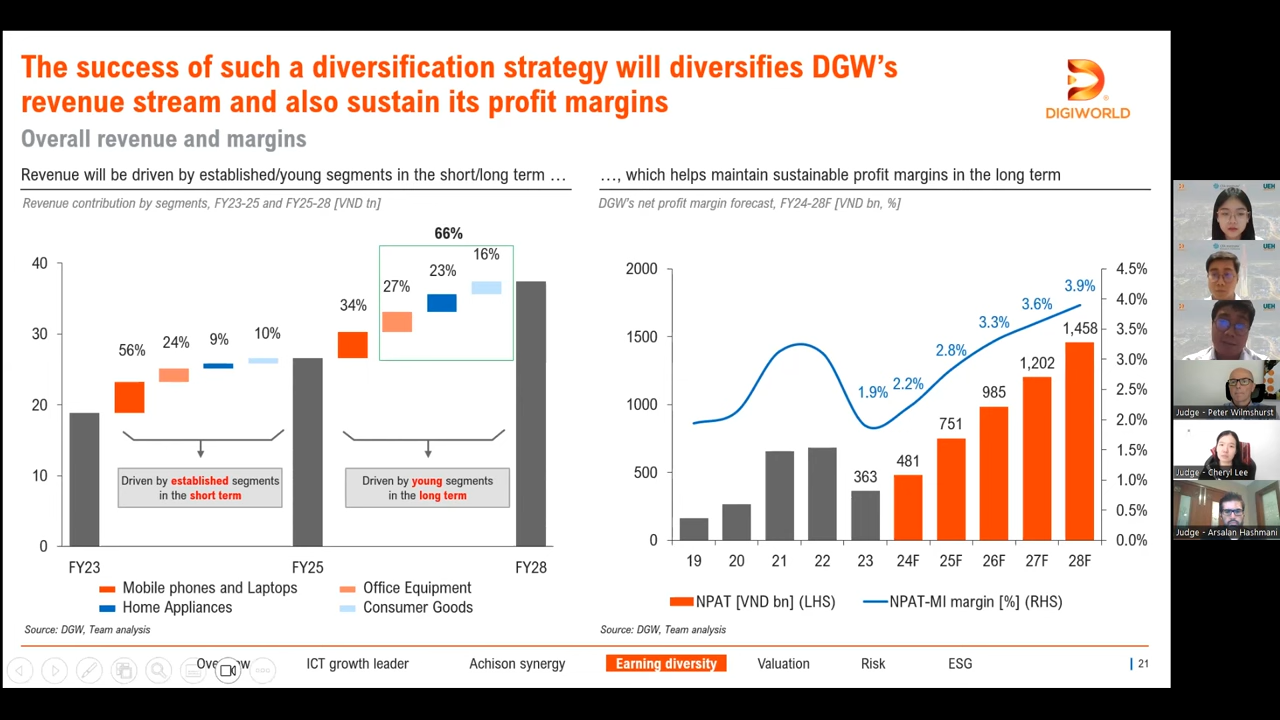 The success of such a diversification strategy will diversifies DGW's
revenue stream and also sustain its profit margins
DIGIWORLD
Overall revenue and margins
Revenue will be driven by established/young segments in the short/long term …
Revenue contribution by segments, FY23-25 and FY25-28 [VND tn]
40
30
20
10
0
56%
24%
9%
10%
34%
27%
23%
16%
66%
Driven by established segments
in the short term
Driven by young segments
in the long term
FY23
FY25
FY28
Mobile phones and Laptops
Office Equipment
Home Appliances
Consumer Goods
Source: DGW, Team analysis
…, which helps maintain sustainable profit margins in the long term
DGW's net profit margin forecast, FY24-28F [VND bn, %]
2000
1500
1000
500
0
4.5%
4.0%
3.5%
3.0%
2.5%
2.0%
1.5%
1.0%
0.5%
0.0%
1.9%
2.2%
2.8%
3.3%
3.6%
3.9%
363
481
751
985
1,202
1,458
19
20
21
22
23
24F
25F
26F
27F
28F
NPAT [VND bn] (LHS)
NPAT-MI margin [%] (RHS)
Source: DGW, Team analysis
ICT growth leader
Achison synergy
Earning diversity
Valuation
Risk
ESG
21
UEH
UEH
UEH
Judge - Peter Wilmshurst
Judge - Cheryl Lee
Judge - Arsalan Hashmani